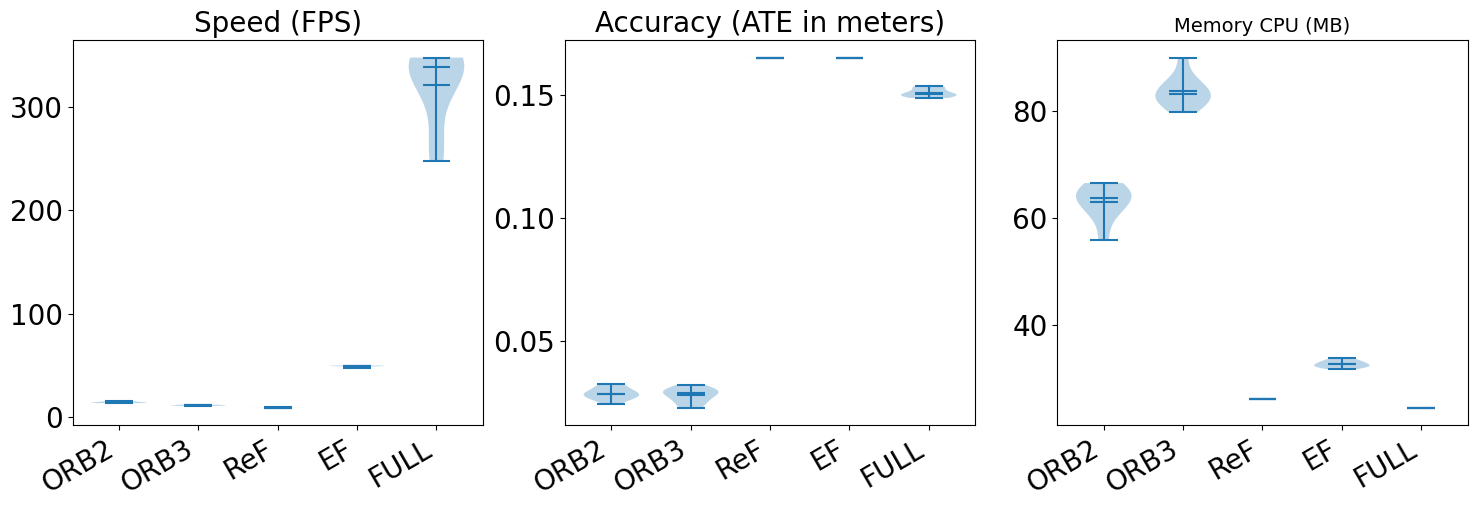 Speed (FPS)
300
200
100
0
ORB2
ORB3
ReF
EF
FULL
Accuracy (ATE in meters)
0.15
0.10
0.05
ORB2
ORB3
ReF
EF
FULL
Memory CPU (MB)
80
60
40
ORB2
ORB3
ReF
EF
FULL